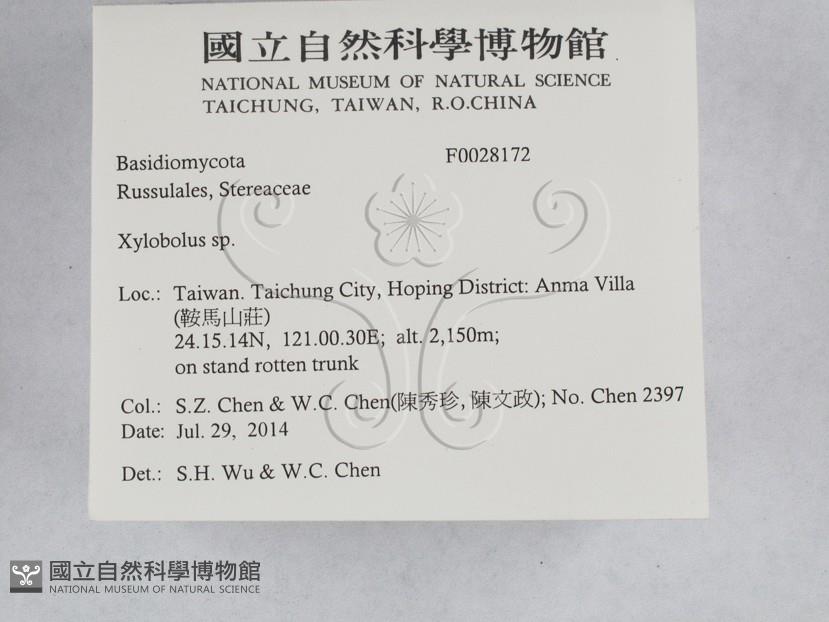 國立自然科學博物館
NATIONAL MUSEUM OF NATURAL SCIENCE
TAICHUNG, TAIWAN, R.O.CHINA
Basidiomycota F0028172
Russulales, Stereaceae
Xylobolus sp.
Loc.: Taiwan. Taichung City, Hoping District: Anma Villa
(鞍馬山莊)
24.15.14N, 121.00.30E; alt. 2,150m;
on stand rotten trunk
Col.: S.Z. Chen & W.C. Chen(陳秀珍, 陳文政); No. Chen 2397
Date: Jul. 29, 2014
Det.: S.H. Wu & W.C. Chen
國立自然科學博物館
NATIONAL MUSEUM OF NATURAL SCIENCE